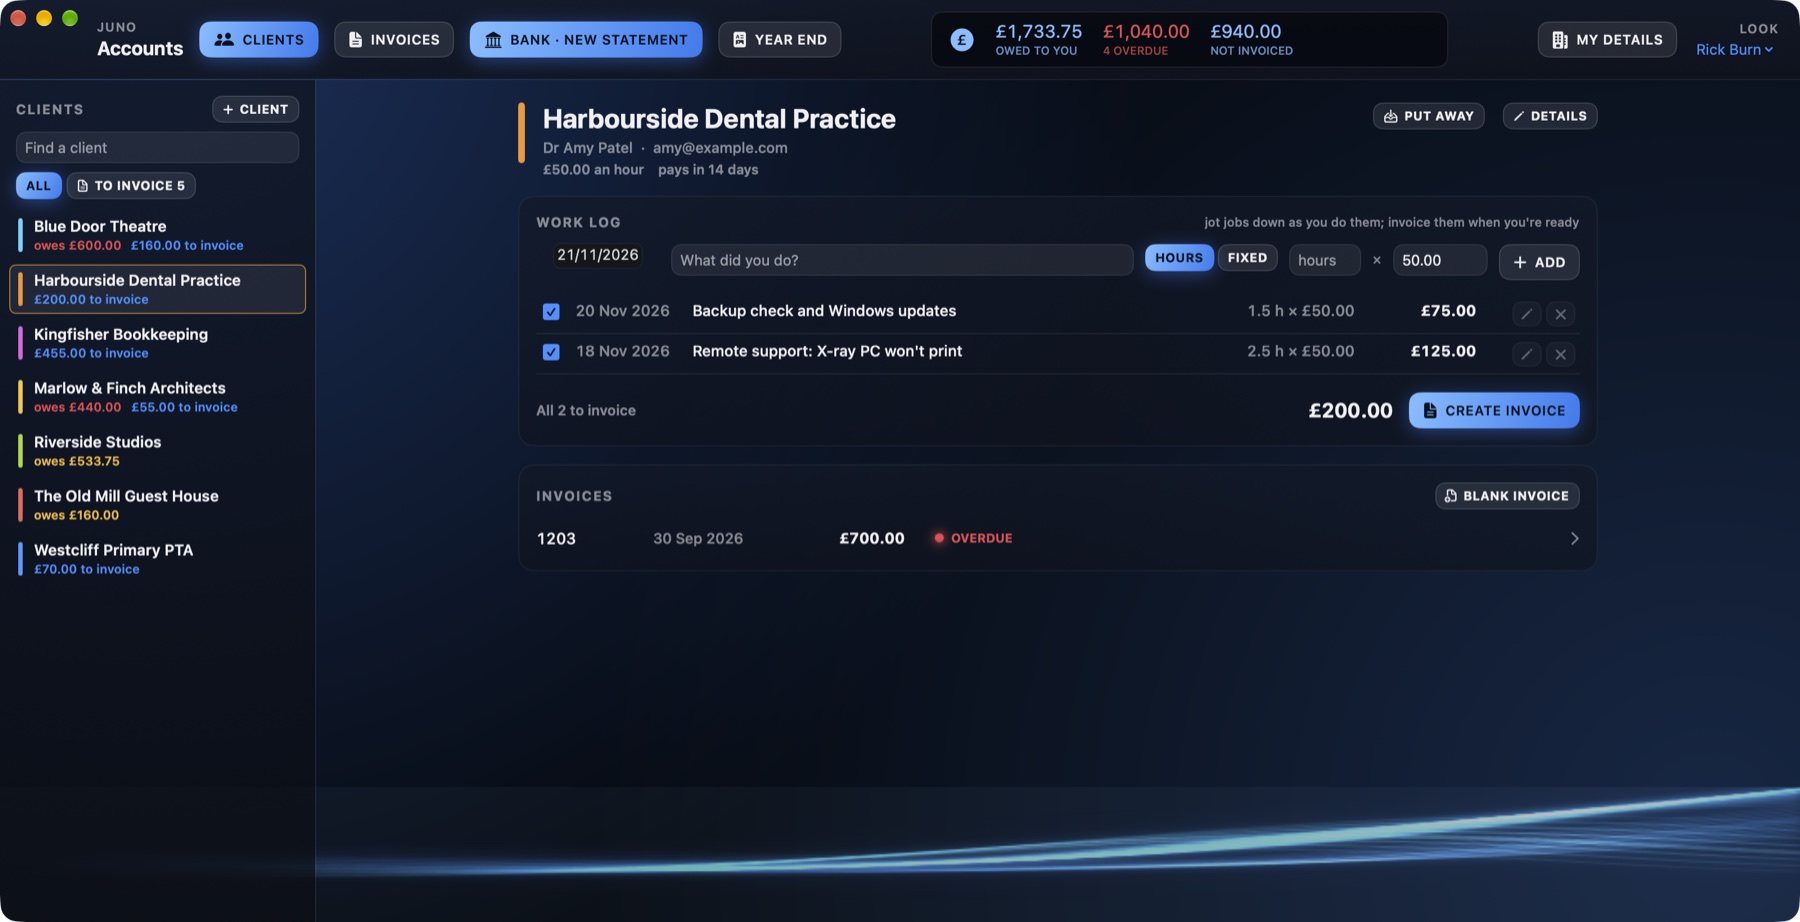 JUNO
Accounts
CLIENTS
INVOICES
BANK · NEW STATEMENT
YEAR END
£
£1,733.75
OWED TO YOU
£1,040.00
4 OVERDUE
£940.00
NOT INVOICED
MY DETAILS
LOOK
Rick Burn
CLIENTS
+ CLIENT
Find a client
ALL
TO INVOICE 5
Blue Door Theatre
owes £600.00 £160.00 to invoice
Harbourside Dental Practice
£200.00 to invoice
Kingfisher Bookkeeping
£455.00 to invoice
Marlow & Finch Architects
owes £440.00 £55.00 to invoice
Riverside Studios
owes £533.75
The Old Mill Guest House
owes £160.00
Westcliff Primary PTA
£70.00 to invoice
Harbourside Dental Practice
Dr Amy Patel · amy@example.com
£50.00 an hour pays in 14 days
PUT AWAY
DETAILS
WORK LOG
jot jobs down as you do them; invoice them when you're ready
21/11/2026
What did you do?
HOURS
FIXED
hours
×
50.00
+ ADD
20 Nov 2026 Backup check and Windows updates 1.5 h × £50.00 £75.00
18 Nov 2026 Remote support: X-ray PC won't print 2.5 h × £50.00 £125.00
All 2 to invoice
£200.00
CREATE INVOICE
INVOICES
BLANK INVOICE
1203 30 Sep 2026 £700.00 OVERDUE